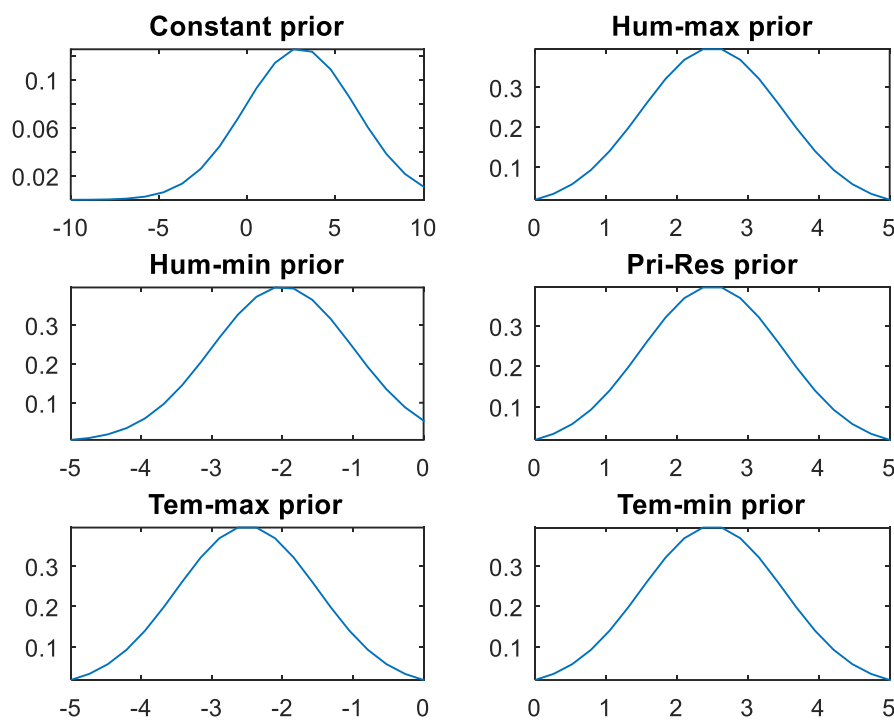 Constant prior
0.1
0.06
0.02
-10 -5 0 5 10
Hum-max prior
0.3
0.2
0.1
0 1 2 3 4 5
Hum-min prior
0.3
0.2
0.1
-5 -4 -3 -2 -1 0
Pri-Res prior
0.3
0.2
0.1
0 1 2 3 4 5
Tem-max prior
0.3
0.2
0.1
-5 -4 -3 -2 -1 0
Tem-min prior
0.3
0.2
0.1
0 1 2 3 4 5